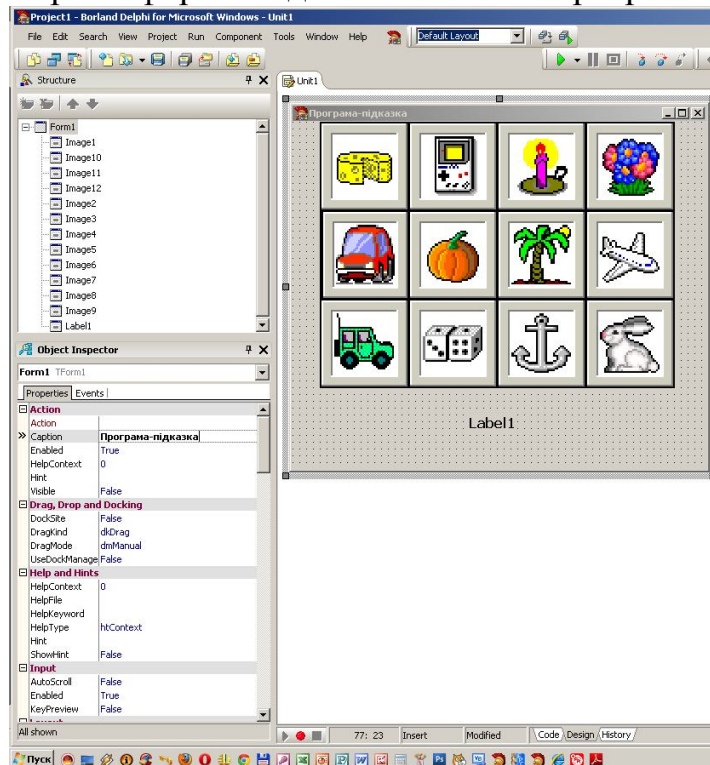 Project1 - Borland Delphi for Microsoft Windows - Unit1
File Edit Search View Project Run Component Tools Window Help Default Layout
Structure
Unit1
Form1
Image1
Image10
Image11
Image12
Image2
Image3
Image4
Image5
Image6
Image7
Image8
Image9
Label1
Програма-підказка
Label1
Object Inspector
Form1 TForm1
Properties Events
Action
Action
Caption Програма-підказка
Enabled True
HelpContext 0
Hint
Visible False
Drag, Drop and Docking
DockSite False
DragKind dkDrag
DragMode dmManual
UseDockManage False
Help and Hints
HelpContext 0
HelpFile
HelpKeyword
HelpType htContext
Hint
ShowHint False
Input
AutoScroll False
Enabled True
KeyPreview False
All shown
77: 23 Insert Modified Code Design History
Пуск